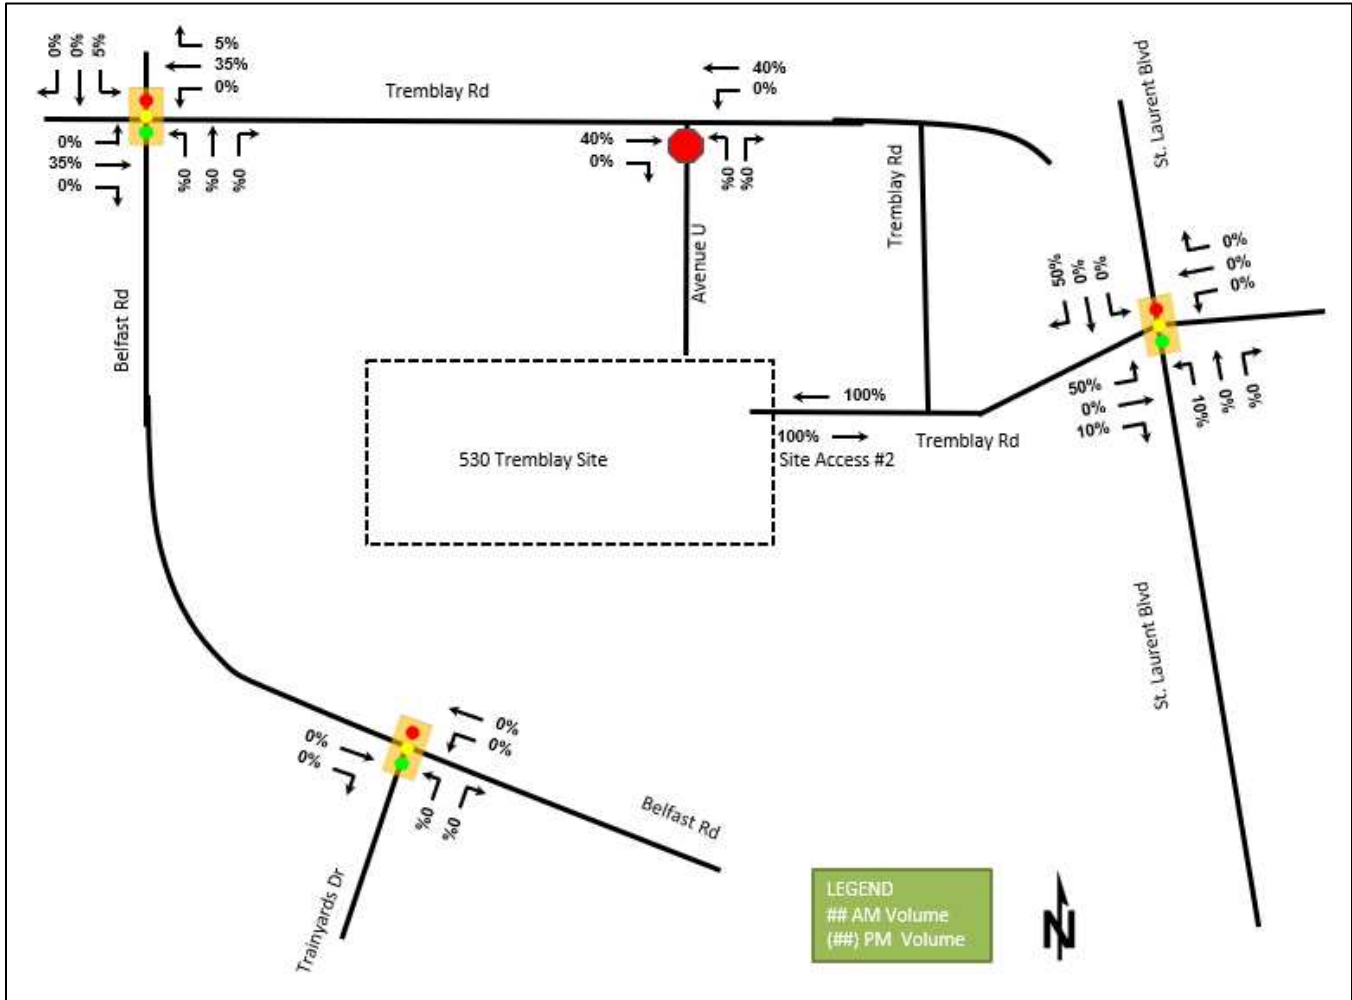 0%
0%
5%
5%
35%
0%
Tremblay Rd
40%
0%
St. Laurent Blvd
0%
35%
0%
0%
0%
0%
40%
0%
0%
0%
Tremblay Rd
Avenue U
Belfast Rd
50%
0%
0%
0%
0%
0%
50%
0%
10%
10%
0%
0%
100%
100%
Tremblay Rd
530 Tremblay Site
Site Access #2
St. Laurent Blvd
0%
0%
0%
0%
0%
0%
Belfast Rd
Trainyards Dr
LEGEND
## AM Volume
(##) PM Volume
N